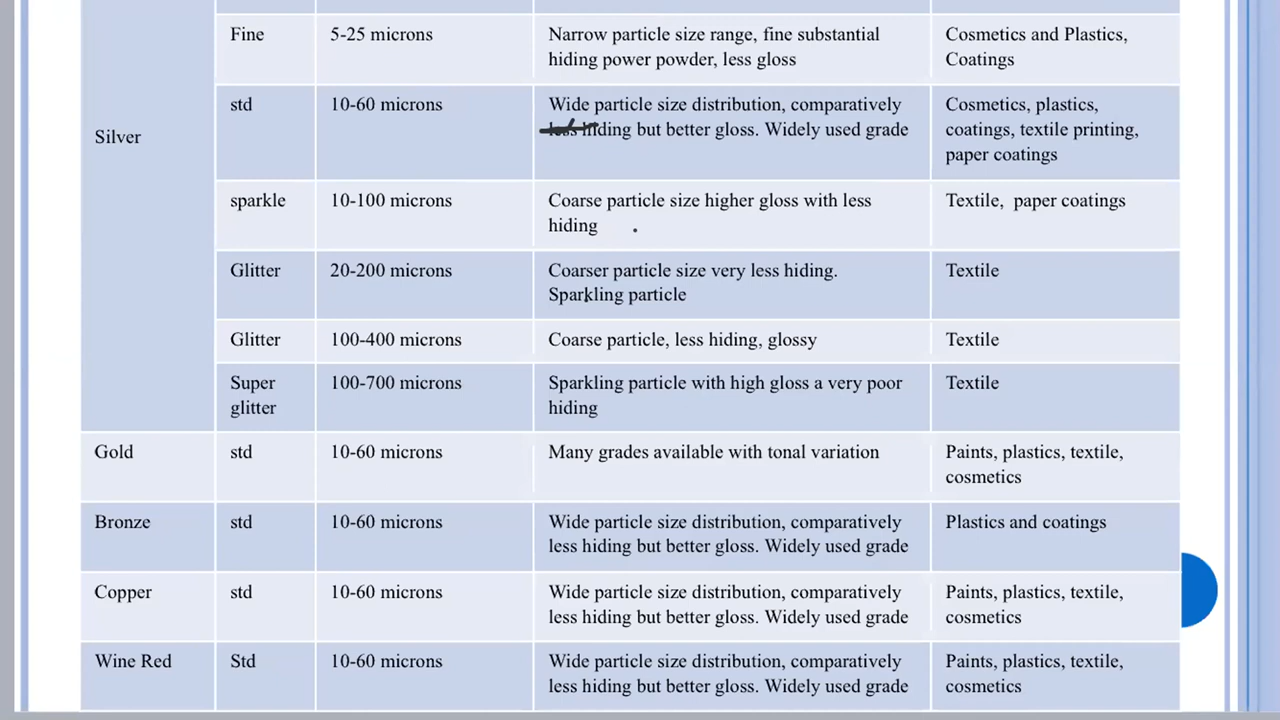 Fine 5-25 microns Narrow particle size range, fine substantial Cosmetics and Plastics,
hiding power powder, less gloss Coatings
std 10-60 microns Wide particle size distribution, comparatively Cosmetics, plastics,
Silver less hiding but better gloss. Widely used grade coatings, textile printing,
paper coatings
sparkle 10-100 microns Coarse particle size higher gloss with less Textile, paper coatings
hiding
Glitter 20-200 microns Coarser particle size very less hiding. Textile
Sparkling particle
Glitter 100-400 microns Coarse particle, less hiding, glossy Textile
Super 100-700 microns Sparkling particle with high gloss a very poor Textile
glitter hiding
Gold std 10-60 microns Many grades available with tonal variation Paints, plastics, textile,
cosmetics
Bronze std 10-60 microns Wide particle size distribution, comparatively Plastics and coatings
less hiding but better gloss. Widely used grade
Copper std 10-60 microns Wide particle size distribution, comparatively Paints, plastics, textile,
less hiding but better gloss. Widely used grade cosmetics
Wine Red Std 10-60 microns Wide particle size distribution, comparatively Paints, plastics, textile,
less hiding but better gloss. Widely used grade cosmetics